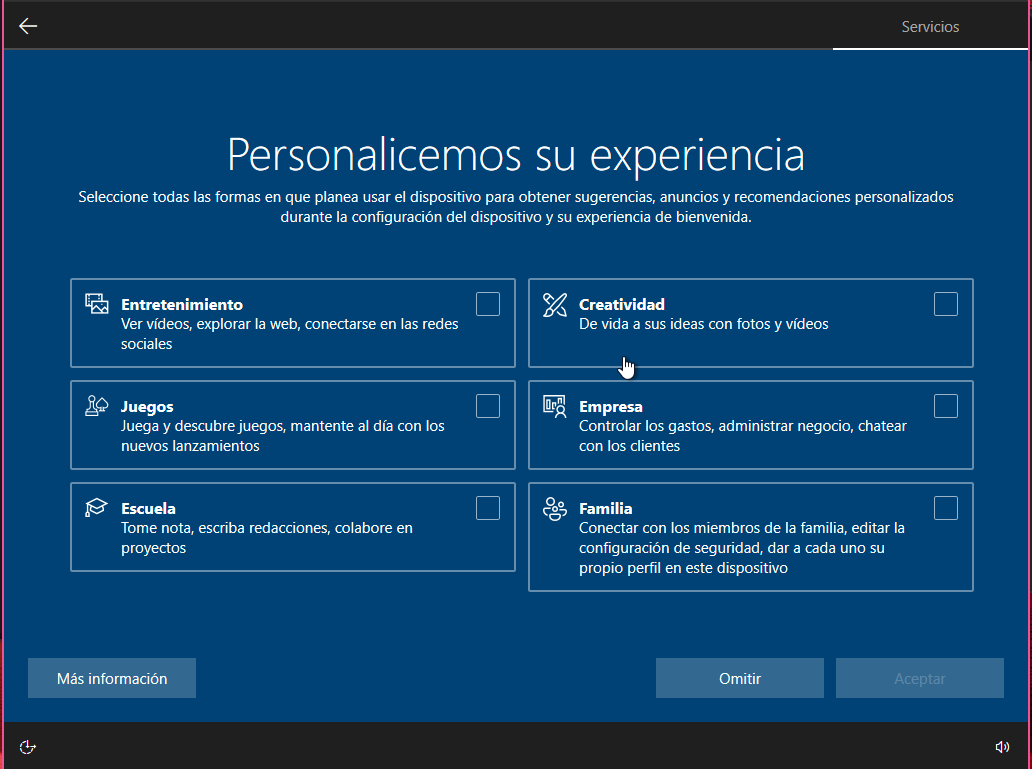 Servicios
Personalicemos su experiencia
Seleccione todas las formas en que planea usar el dispositivo para obtener sugerencias, anuncios y recomendaciones personalizados
durante la configuración del dispositivo y su experiencia de bienvenida.
Entretenimiento
Ver vídeos, explorar la web, conectarse en las redes
sociales
Creatividad
De vida a sus ideas con fotos y vídeos
Juegos
Juega y descubre juegos, mantente al día con los
nuevos lanzamientos
Empresa
Controlar los gastos, administrar negocio, chatear
con los clientes
Escuela
Tome nota, escriba redacciones, colabore en
proyectos
Familia
Conectar con los miembros de la familia, editar la
configuración de seguridad, dar a cada uno su
propio perfil en este dispositivo
Más información
Omitir
Aceptar